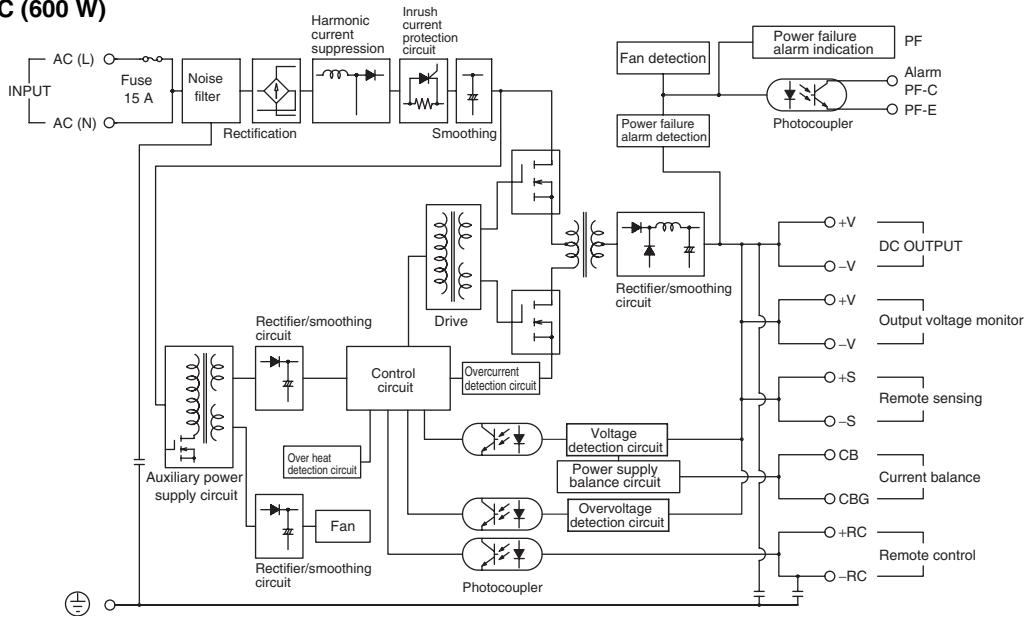 C (600 W)
INPUT
AC (L)
AC (N)
Fuse
15 A
Noise
filter
Rectification
Harmonic
current
suppression
Inrush
current
protection
circuit
Smoothing
Fan detection
Power failure
alarm detection
Power failure
alarm indication
PF
Alarm
PF-C
PF-E
Photocoupler
Drive
Rectifier/smoothing
circuit
+V
−V
DC OUTPUT
+V
−V
Output voltage monitor
+S
−S
Remote sensing
CB
CBG
Current balance
+RC
−RC
Remote control
Rectifier/smoothing
circuit
Control
circuit
Overcurrent
detection circuit
Over heat
detection circuit
Voltage
detection circuit
Power supply
balance circuit
Overvoltage
detection circuit
Auxiliary power
supply circuit
Fan
Rectifier/smoothing
circuit
Photocoupler